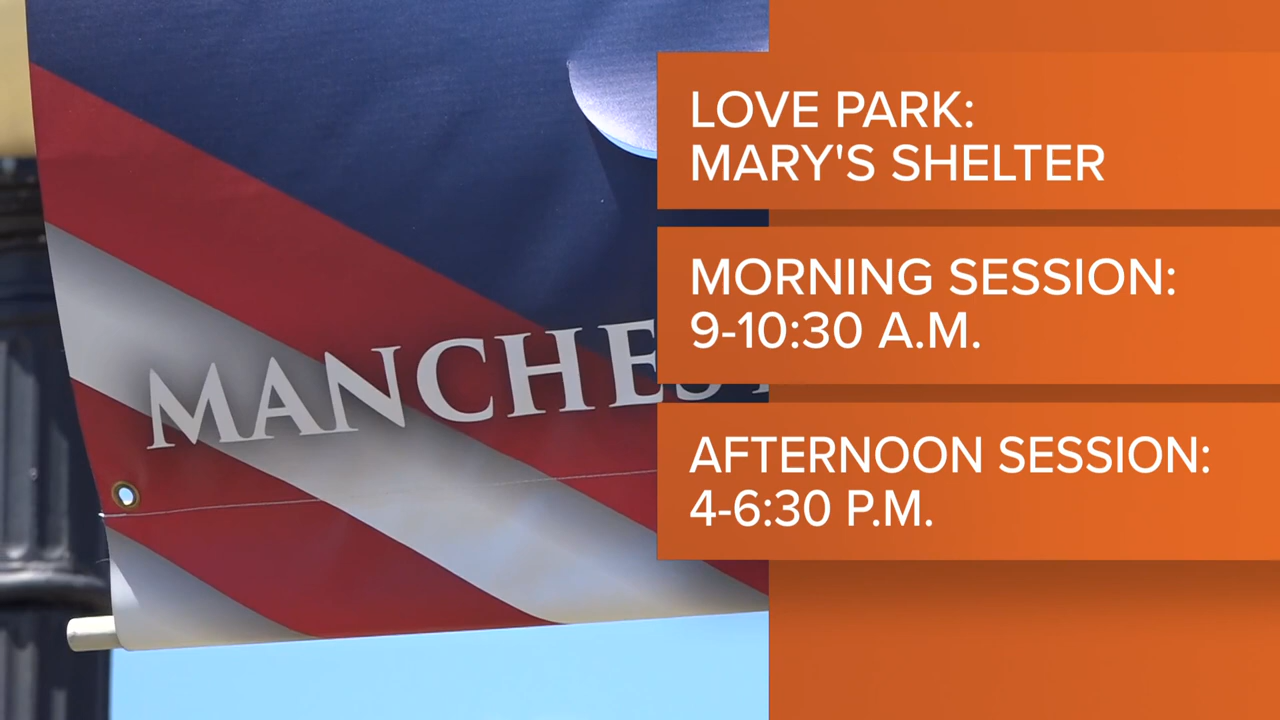 MANCHES
LOVE PARK:
MARY'S SHELTER
MORNING SESSION:
9-10:30 A.M.
AFTERNOON SESSION:
4-6:30 P.M.